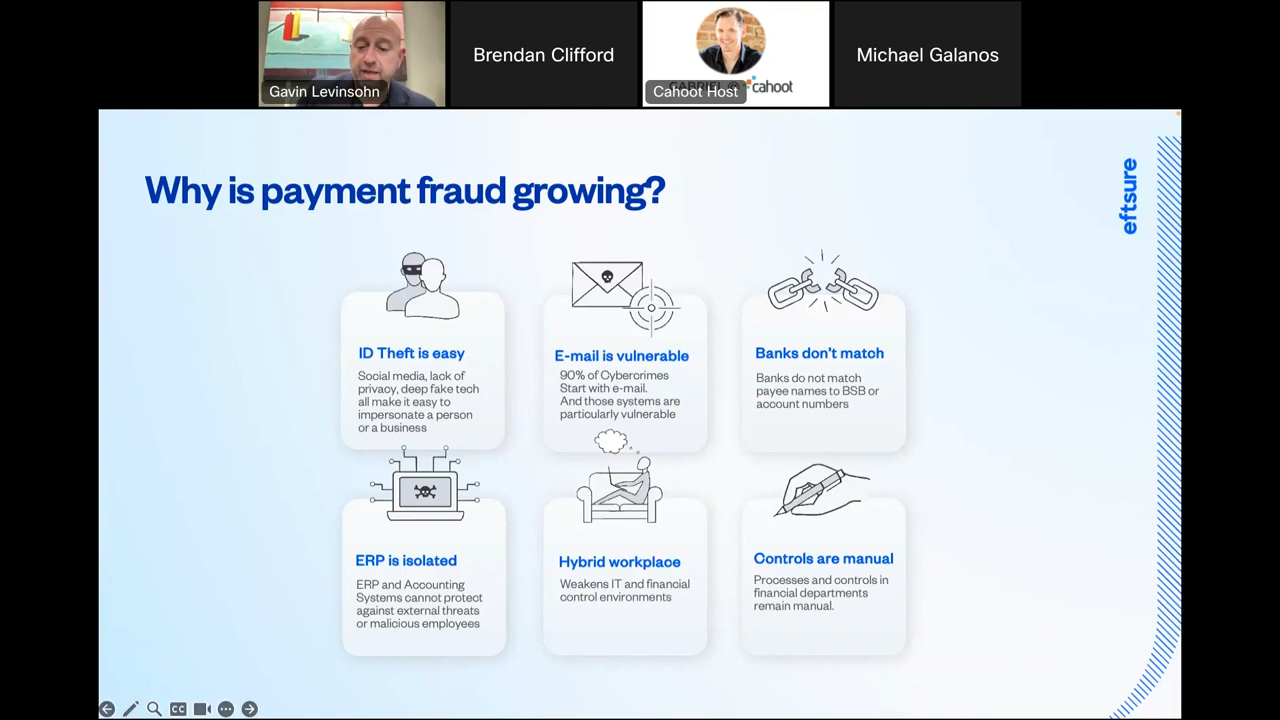 Brendan Clifford
Michael Galanos
Gavin Levinsohn
Cahoot Host
cahoot
Why is payment fraud growing?
eftsure
ID Theft is easy
Social media, lack of
privacy, deep fake tech
all make it easy to
impersonate a person
or a business
E-mail is vulnerable
90% of Cybercrimes
Start with e-mail.
And those systems are
particularly vulnerable
Banks don't match
Banks do not match
payee names to BSB or
account numbers
ERP is isolated
ERP and Accounting
Systems cannot protect
against external threats
or malicious employees
Hybrid workplace
Weakens IT and financial
control environments
Controls are manual
Processes and controls in
financial departments
remain manual.
CC